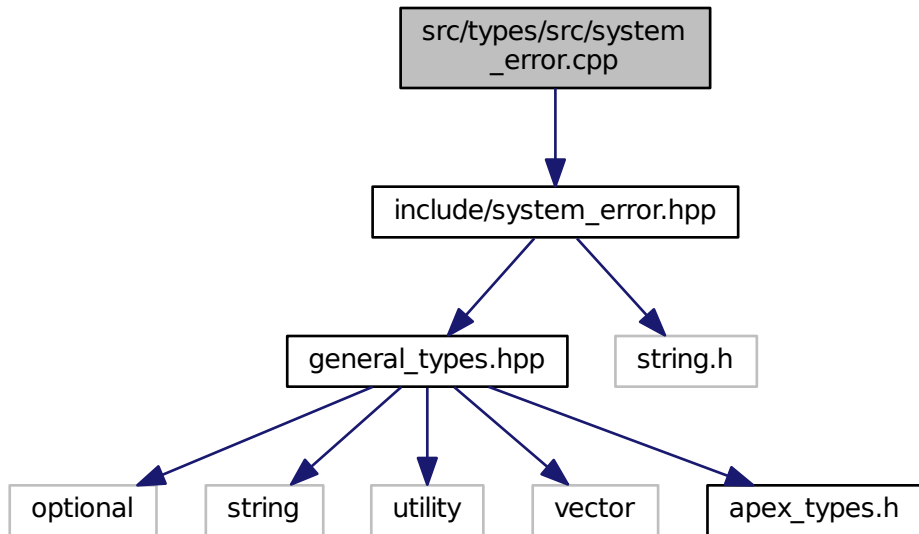 src/types/src/system
_error.cpp
include/system_error.hpp
general_types.hpp
string.h
optional
string
utility
vector
apex_types.h